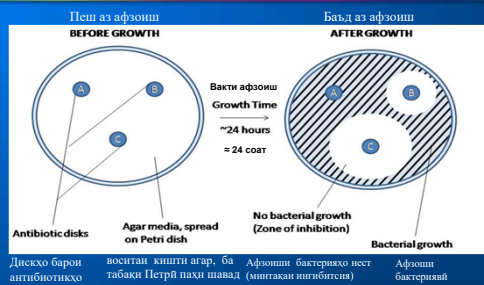 Пеш аз афзоиш
Баъд аз афзоиш
BEFORE GROWTH
AFTER GROWTH
A
B
C
Вакти афзоиш
Growth Time
~24 hours
≈ 24 соат
A
B
C
Antibiotic disks
Agar media, spread
on Petri dish
No bacterial growth
(Zone of inhibition)
Bacterial growth
Дискҳо барои
антибиотикҳо
воситаи кишти агар, ба
табақи Петрӣ паҳн шавад
Афзоиши бактерияҳо нест
(минтақаи ингибитсия)
Афзоши
бактериявӣ